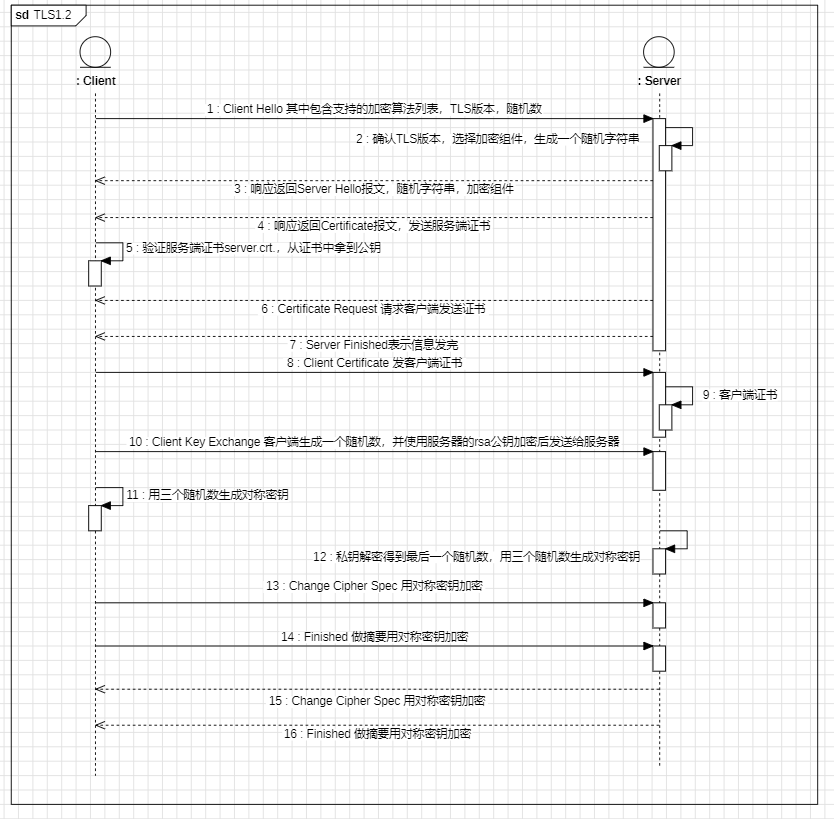 sd TLS1.2
: Client
: Server
1 : Client Hello 其中包含支持的加密算法列表，TLS版本，随机数
2 : 确认TLS版本，选择加密组件，生成一个随机字符串
3 : 响应返回Server Hello报文，随机字符串，加密组件
4 : 响应返回Certificate报文，发送服务端证书
5 : 验证服务端证书server.crt.，从证书中拿到公钥
6 : Certificate Request 请求客户端发送证书
7 : Server Finished表示信息发完
8 : Client Certificate 发客户端证书
9 : 客户端证书
10 : Client Key Exchange 客户端生成一个随机数，并使用服务器的rsa公钥加密后发送给服务器
11 : 用三个随机数生成对称密钥
12 : 私钥解密得到最后一个随机数，用三个随机数生成对称密钥
13 : Change Cipher Spec 用对称密钥加密
14 : Finished 做摘要用对称密钥加密
15 : Change Cipher Spec 用对称密钥加密
16 : Finished 做摘要用对称密钥加密